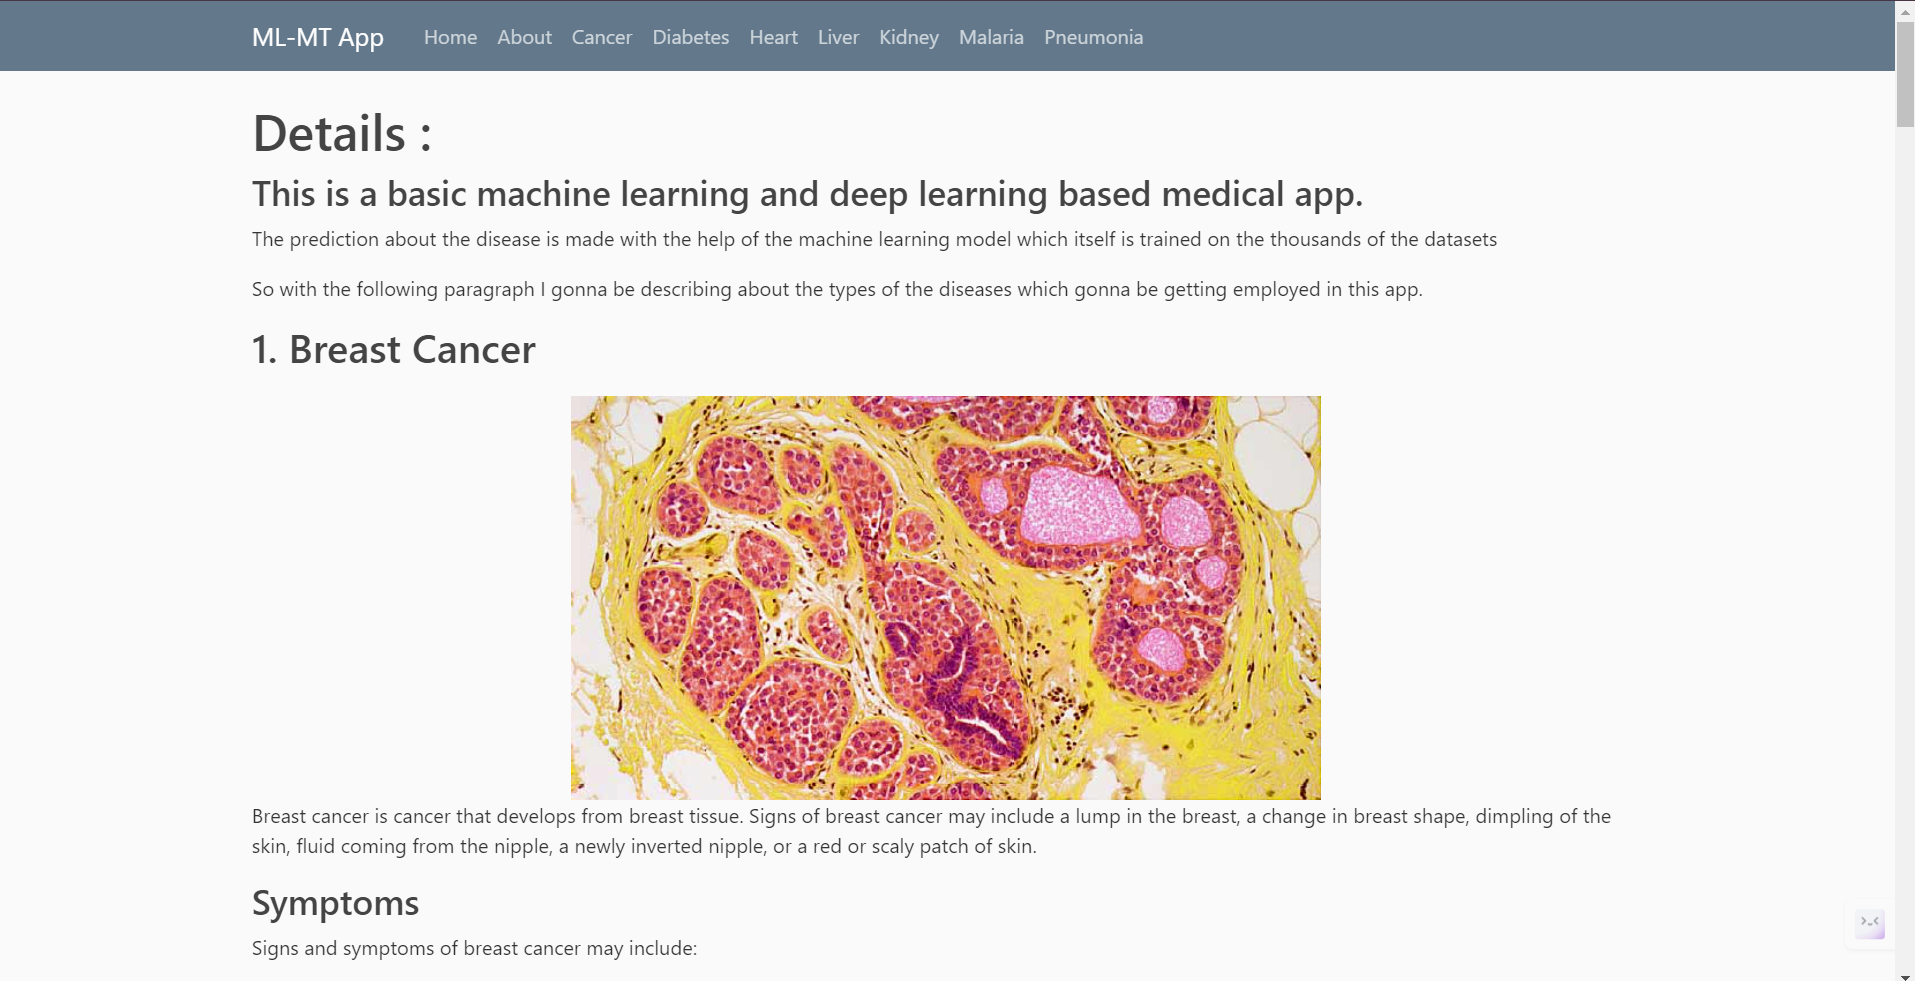 ML-MT App Home About Cancer Diabetes Heart Liver Kidney Malaria Pneumonia
Details :
This is a basic machine learning and deep learning based medical app.
The prediction about the disease is made with the help of the machine learning model which itself is trained on the thousands of the datasets
So with the following paragraph I gonna be describing about the types of the diseases which gonna be getting employed in this app.
1. Breast Cancer
Breast cancer is cancer that develops from breast tissue. Signs of breast cancer may include a lump in the breast, a change in breast shape, dimpling of the
skin, fluid coming from the nipple, a newly inverted nipple, or a red or scaly patch of skin.
Symptoms
Signs and symptoms of breast cancer may include: